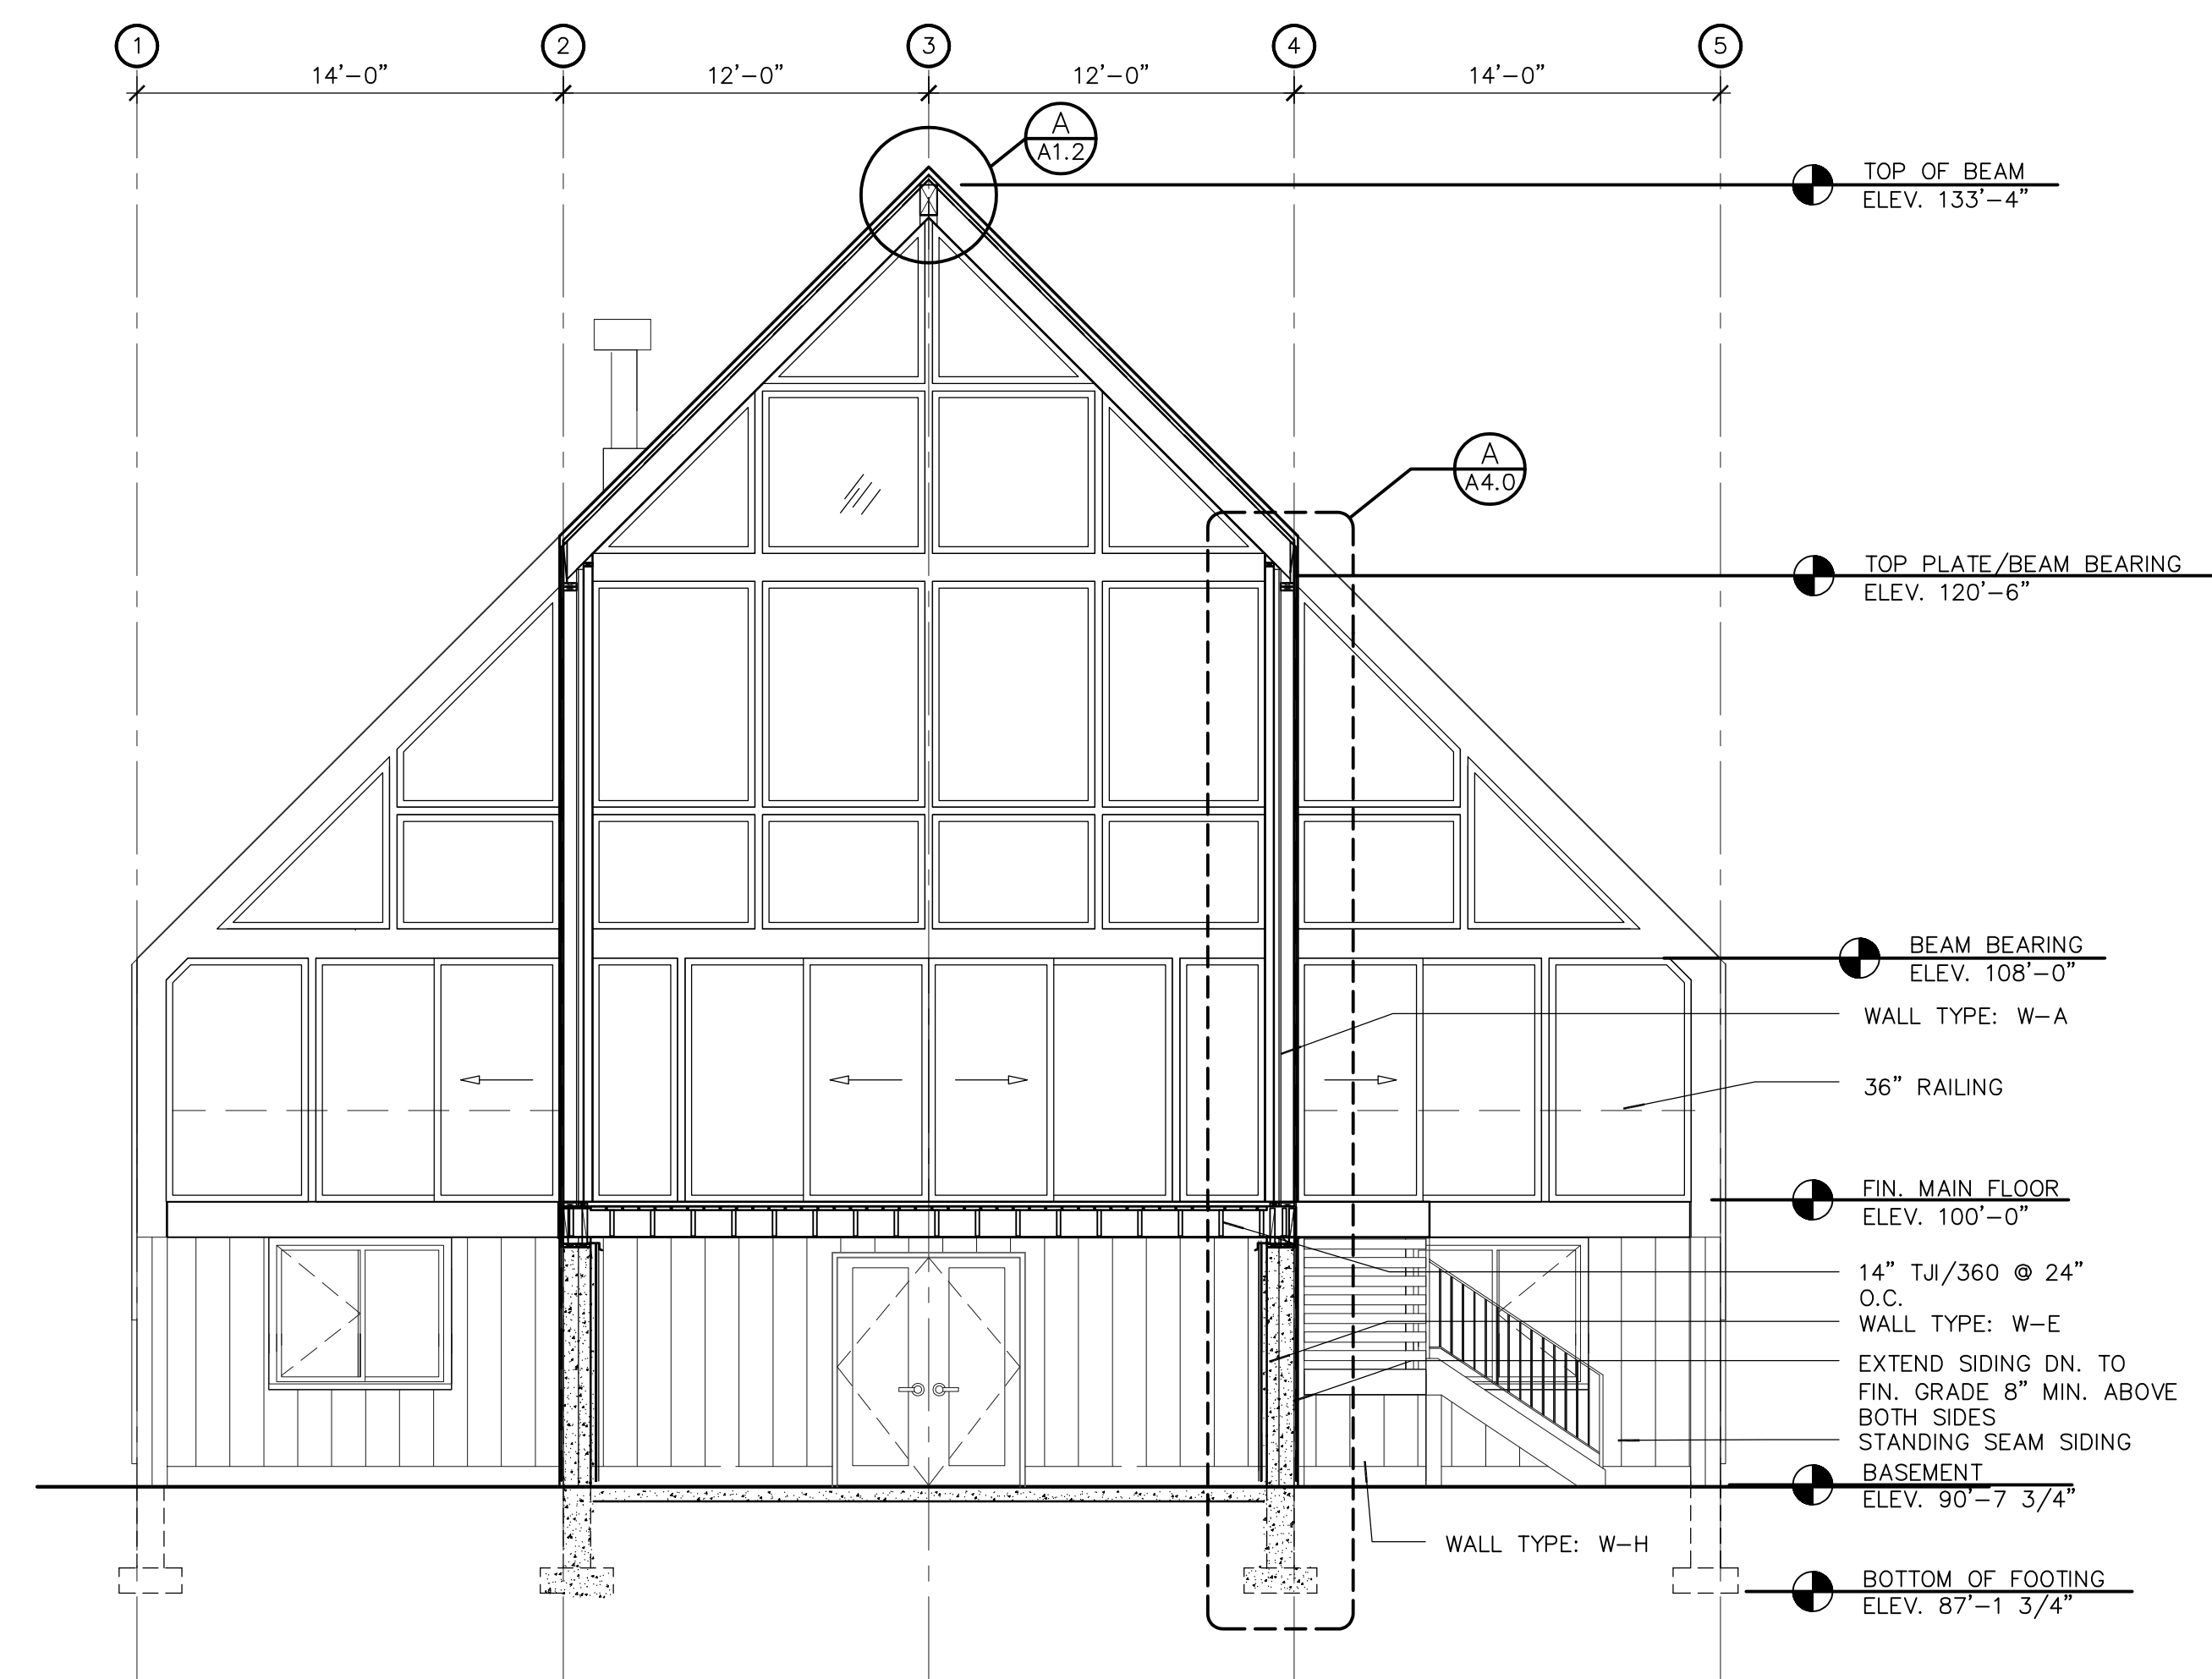 1
2
3
4
5
14'-0"
12'-0"
12'-0"
14'-0"
A
A1.2
TOP OF BEAM
ELEV. 133'-4"
A
A4.0
TOP PLATE/BEAM BEARING
ELEV. 120'-6"
BEAM BEARING
ELEV. 108'-0"
WALL TYPE: W-A
36" RAILING
FIN. MAIN FLOOR
ELEV. 100'-0"
14" TJI/360 @ 24"
O.C.
WALL TYPE: W-E
EXTEND SIDING DN. TO
FIN. GRADE 8" MIN. ABOVE
BOTH SIDES
STANDING SEAM SIDING
BASEMENT
ELEV. 90'-7 3/4"
WALL TYPE: W-H
BOTTOM OF FOOTING
ELEV. 87'-1 3/4"